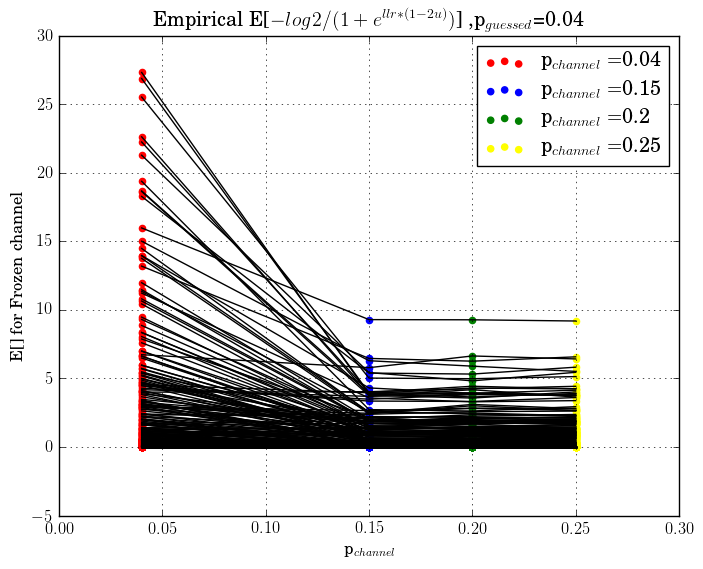 Empirical E[−log2/(1 + e^{llr∗(1−2u)})] ,p_{guessed}=0.04
p_{channel} =0.04
p_{channel} =0.15
p_{channel} =0.2
p_{channel} =0.25
30
25
20
15
10
5
0
−5
E[] for Frozen channel
0.00 0.05 0.10 0.15 0.20 0.25 0.30
p_{channel}